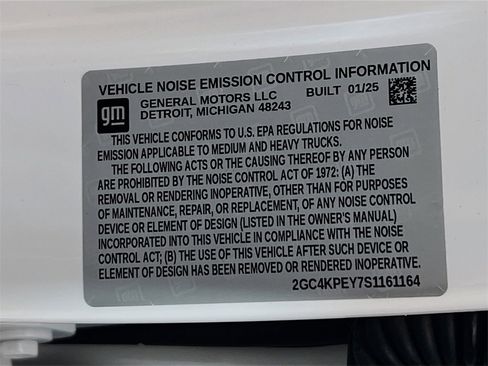 VEHICLE NOISE EMISSION CONTROL INFORMATION
gm GENERAL MOTORS LLC BUILT 01/25
DETROIT, MICHIGAN 48243
THIS VEHICLE CONFORMS TO U.S. EPA REGULATIONS FOR NOISE
EMISSION APPLICABLE TO MEDIUM AND HEAVY TRUCKS.
THE FOLLOWING ACTS OR THE CAUSING THEREOF BY ANY PERSON
ARE PROHIBITED BY THE NOISE CONTROL ACT OF 1972: (A) THE
REMOVAL OR RENDERING INOPERATIVE, OTHER THAN FOR PURPOSES
OF MAINTENANCE, REPAIR, OR REPLACEMENT, OF ANY NOISE CONTROL
DEVICE OR ELEMENT OF DESIGN (LISTED IN THE OWNER'S MANUAL)
INCORPORATED INTO THIS VEHICLE IN COMPLIANCE WITH THE NOISE
CONTROL ACT; (B) THE USE OF THIS VEHICLE AFTER SUCH DEVICE OR
ELEMENT OF DESIGN HAS BEEN REMOVED OR RENDERED INOPERATIVE.
2GC4KPEY7S1161164